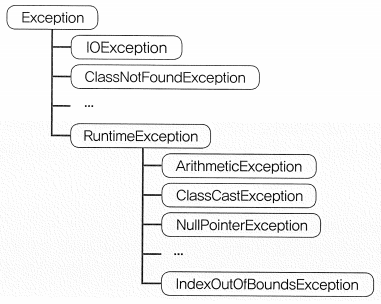 Exception
IOException
ClassNotFoundException
...
RuntimeException
ArithmeticException
ClassCastException
NullPointerException
...
IndexOutOfBoundsException